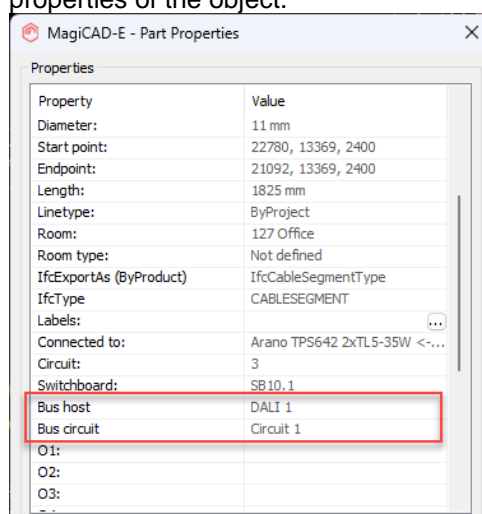 properties of the object.
MagiCAD-E - Part Properties
Properties
Property Value
Diameter: 11 mm
Start point: 22780, 13369, 2400
Endpoint: 21092, 13369, 2400
Length: 1825 mm
Linetype: ByProject
Room: 127 Office
Room type: Not defined
IfcExportAs (ByProduct) IfcCableSegmentType
IfcType CABLESEGMENT
Labels: ...
Connected to: Arano TPS642 2xTL5-35W <-...
Circuit: 3
Switchboard: SB10.1
Bus host DALI 1
Bus circuit Circuit 1
O1:
O2:
O3: